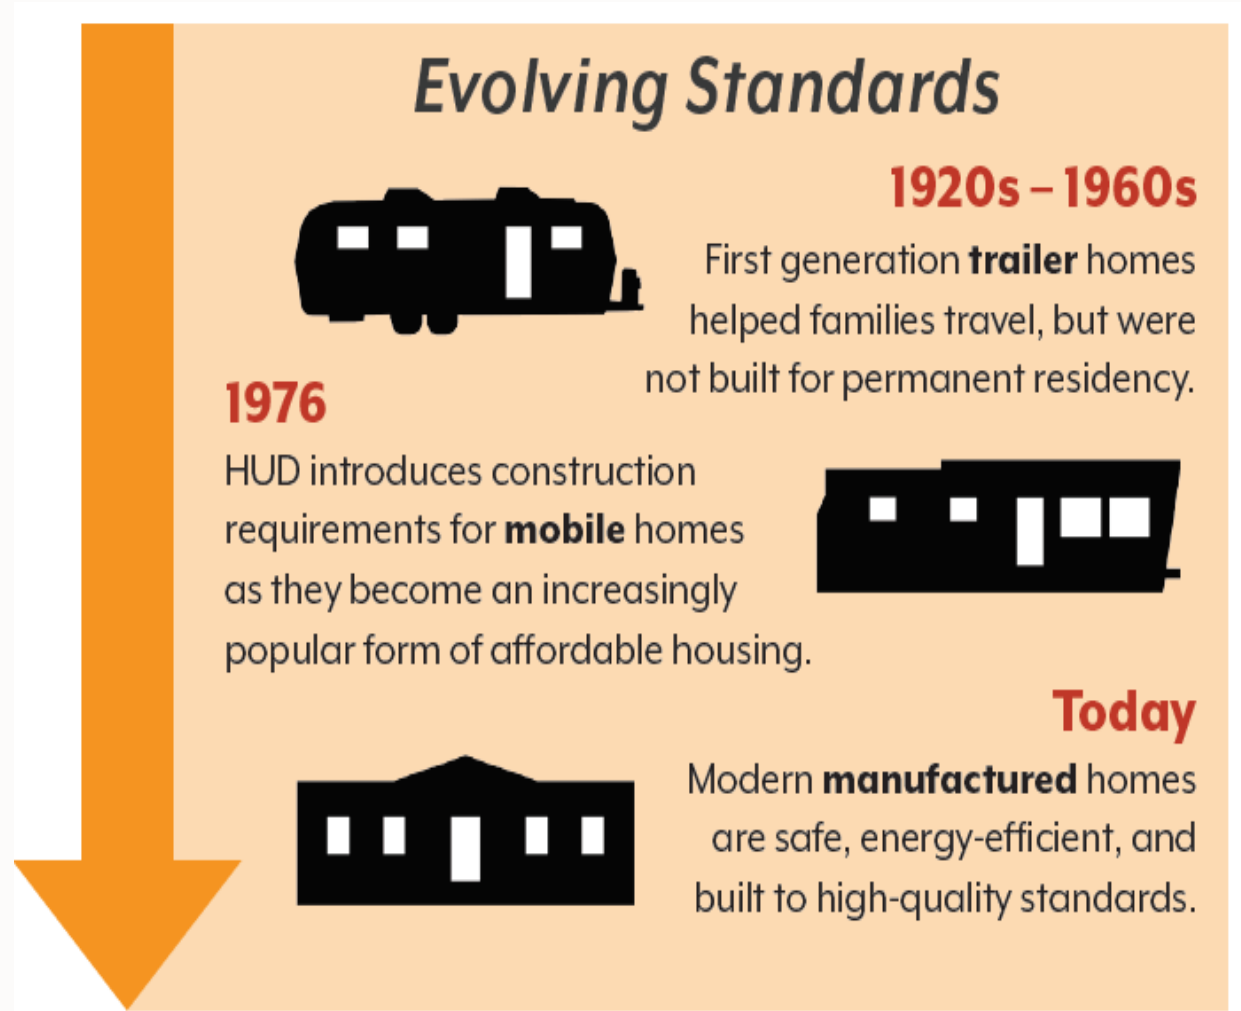 Evolving Standards
1920s – 1960s
First generation trailer homes
helped families travel, but were
not built for permanent residency.
1976
HUD introduces construction
requirements for mobile homes
as they become an increasingly
popular form of affordable housing.
Today
Modern manufactured homes
are safe, energy-efficient, and
built to high-quality standards.